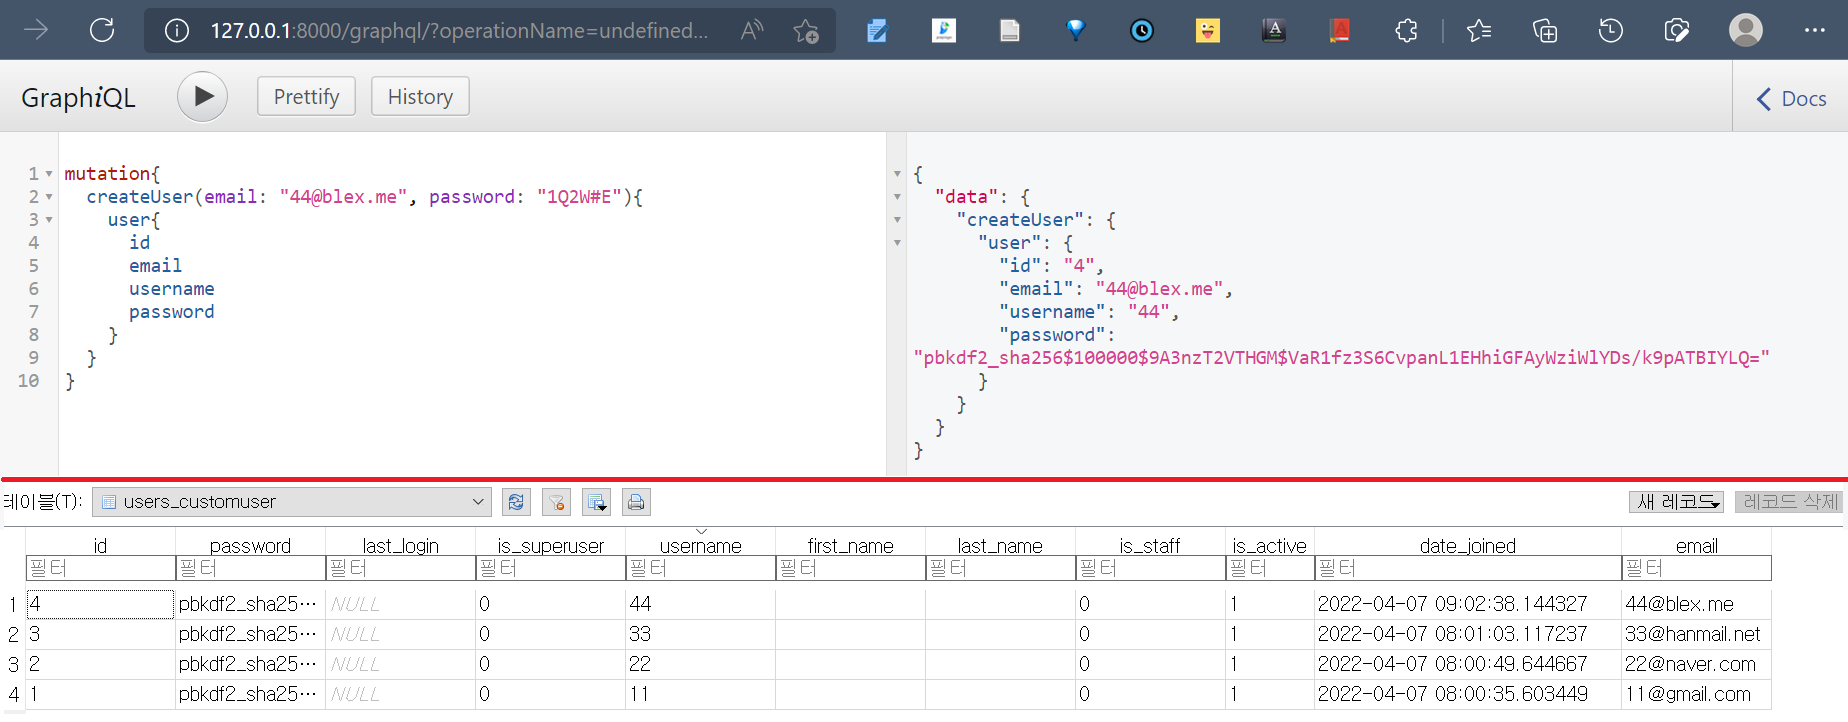 127.0.0.1:8000/graphql/?operationName=undefined...
GraphiQL
Prettify
History
Docs
1 mutation{
2 createUser(email: "44@blex.me", password: "1Q2W#E"){
3 user{
4 id
5 email
6 username
7 password
8 }
9 }
10 }
{
"data": {
"createUser": {
"user": {
"id": "4",
"email": "44@blex.me",
"username": "44",
"password":
"pbkdf2_sha256$100000$9A3nzT2VTHGM$VaR1fz3S6CvpanL1EHhiGFAyWziWlYDs/k9pATBIYLQ="
}
}
}
}
테이블(T): users_customuser
새 레코드
레코드 삭제
id password last_login is_superuser username first_name last_name is_staff is_active date_joined email
필터 필터 필터 필터 필터 필터 필터 필터 필터 필터 필터
1 4 pbkdf2_sha25… NULL 0 44 0 1 2022-04-07 09:02:38.144327 44@blex.me
2 3 pbkdf2_sha25… NULL 0 33 0 1 2022-04-07 08:01:03.117237 33@hanmail.net
3 2 pbkdf2_sha25… NULL 0 22 0 1 2022-04-07 08:00:49.644667 22@naver.com
4 1 pbkdf2_sha25… NULL 0 11 0 1 2022-04-07 08:00:35.603449 11@gmail.com